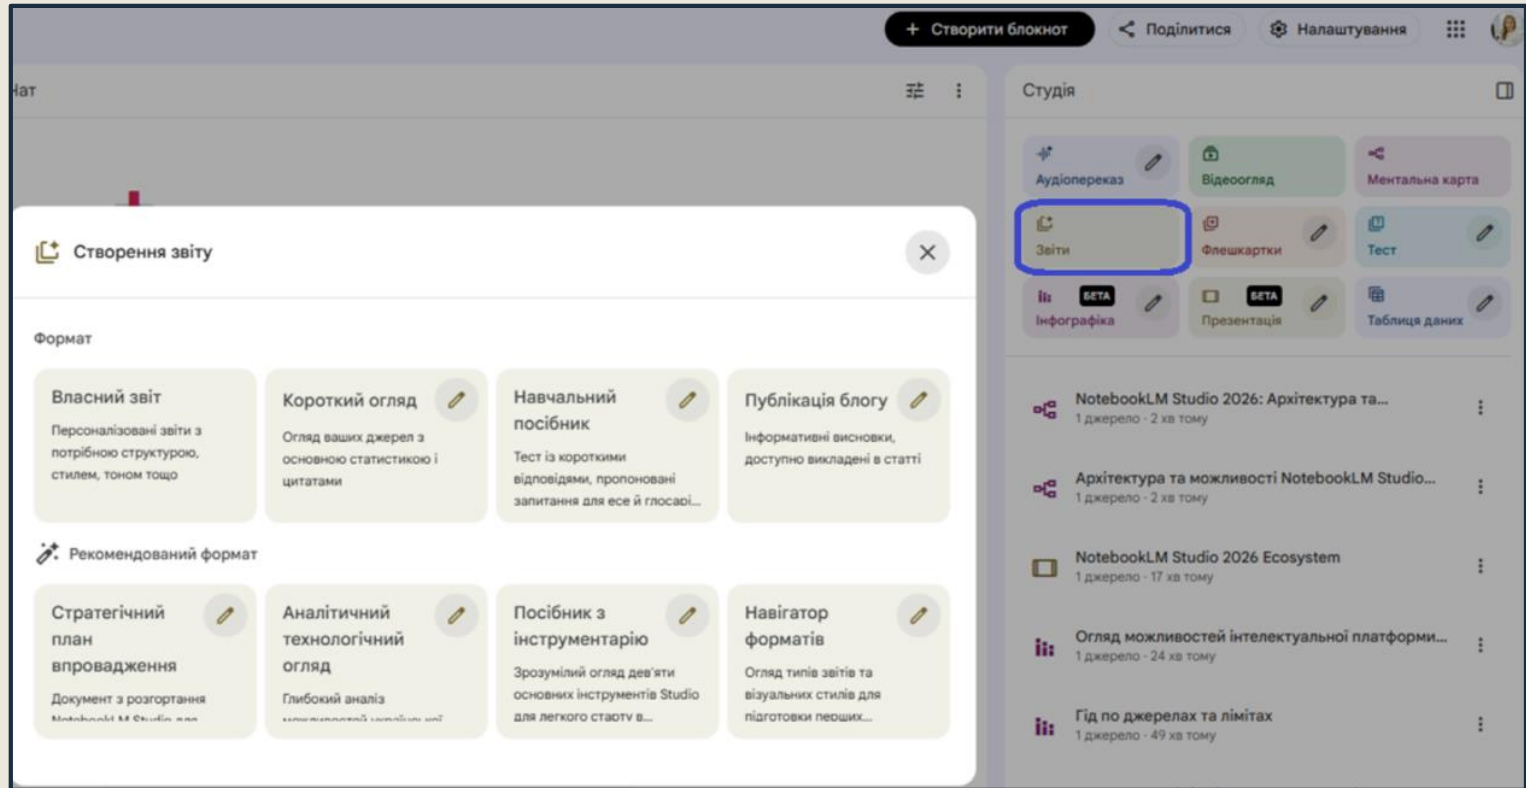 + Створити блокнот
Поділитися
Налаштування
Чат
Студія
Аудіопереказ
Відеоогляд
Ментальна карта
Звіти
Флешкартки
Тест
БЕТА
Інфографіка
БЕТА
Презентація
Таблиця даних
Створення звіту
Формат
Власний звіт
Персоналізовані звіти з
потрібною структурою,
стилем, тоном тощо
Короткий огляд
Огляд ваших джерел з
основною статистикою і
цитатами
Навчальний
посібник
Тест із короткими
відповідями, пропоновані
запитання для есе й глосарі...
Публікація блогу
Інформативні висновки,
доступно викладені в статті
Рекомендований формат
Стратегічний
план
впровадження
Документ з розгортання
NotebookLM Studio для
Аналітичний
технологічний
огляд
Глибокий аналіз
можливостей української
Посібник з
інструментарію
Зрозумілий огляд дев'яти
основних інструментів Studio
для легкого старту в...
Навігатор
форматів
Огляд типів звітів та
візуальних стилів для
підготовки перших...
NotebookLM Studio 2026: Архітектура та...
1 джерело · 2 хв тому
Архітектура та можливості NotebookLM Studio...
1 джерело · 2 хв тому
NotebookLM Studio 2026 Ecosystem
1 джерело · 17 хв тому
Огляд можливостей інтелектуальної платформи...
1 джерело · 24 хв тому
Гід по джерелах та лімітах
1 джерело · 49 хв тому